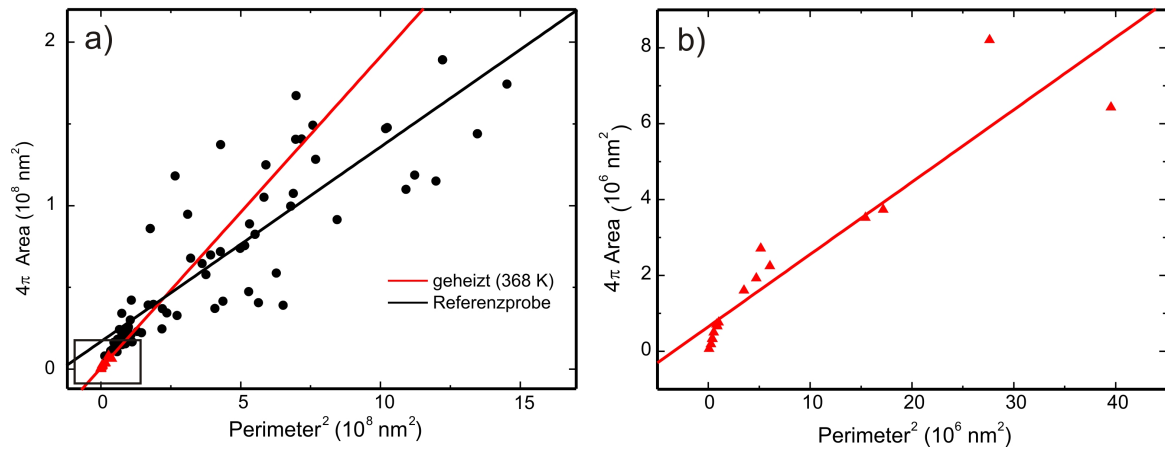 a)
4π Area (10⁸ nm²)
2
1
0
geheizt (368 K)
Referenzprobe
0
5
10
15
Perimeter² (10⁸ nm²)
b)
4π Area (10⁶ nm²)
8
6
4
2
0
0
10
20
30
40
Perimeter² (10⁶ nm²)